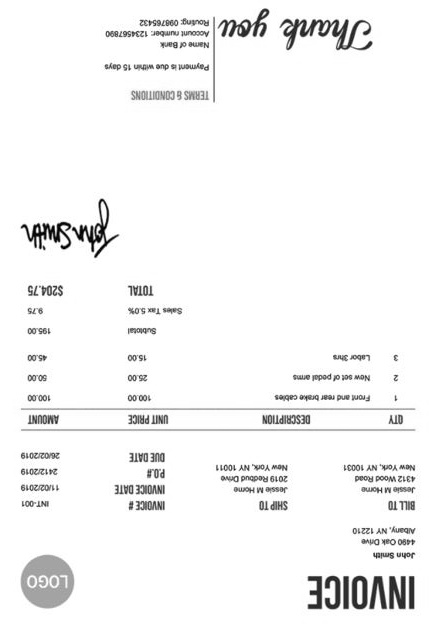 INVOICE
LOGO
John Smith
4490 Oak Drive
Albany, NY 12210
BILL TO
Jessie M Horne
4312 Wood Road
New York, NY 10031
SHIP TO
Jessie M Horne
2019 Redbud Drive
New York, NY 10011
INVOICE # INT-001
INVOICE DATE 11/02/2019
P.O.# 2412/2019
DUE DATE 26/02/2019
QTY DESCRIPTION UNIT PRICE AMOUNT
1 Front and rear brake cables 100.00 100.00
2 New set of pedal arms 25.00 50.00
3 Labor 3hrs 15.00 45.00
Subtotal 195.00
Sales Tax 5.0% 9.75
TOTAL $204.75
John Smith
Thank you
TERMS & CONDITIONS
Payment is within 15 days
Name of Bank
Account number: 1234567890
Routing: 098765432